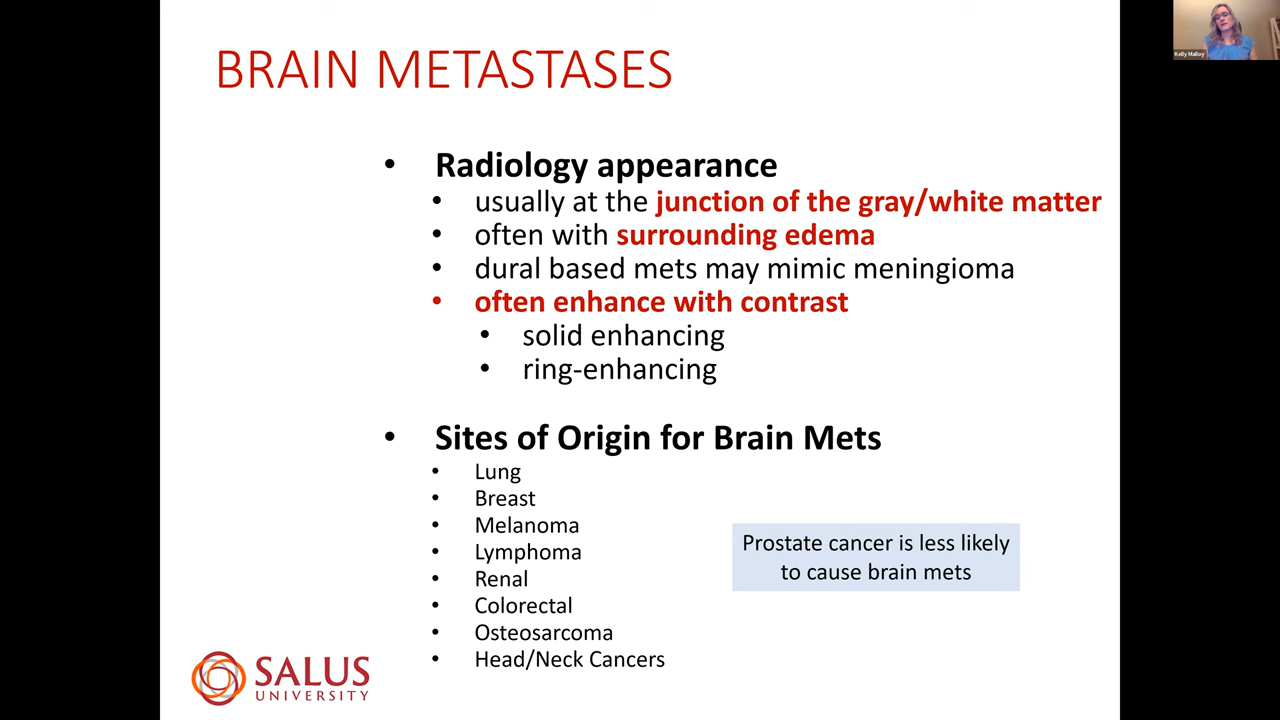 BRAIN METASTASES
Kelly Malloy
• Radiology appearance
• usually at the junction of the gray/white matter
• often with surrounding edema
• dural based mets may mimic meningioma
• often enhance with contrast
• solid enhancing
• ring-enhancing
• Sites of Origin for Brain Mets
• Lung
• Breast
• Melanoma
• Lymphoma
• Renal
• Colorectal
• Osteosarcoma
• Head/Neck Cancers
Prostate cancer is less likely
to cause brain mets
SALUS
UNIVERSITY